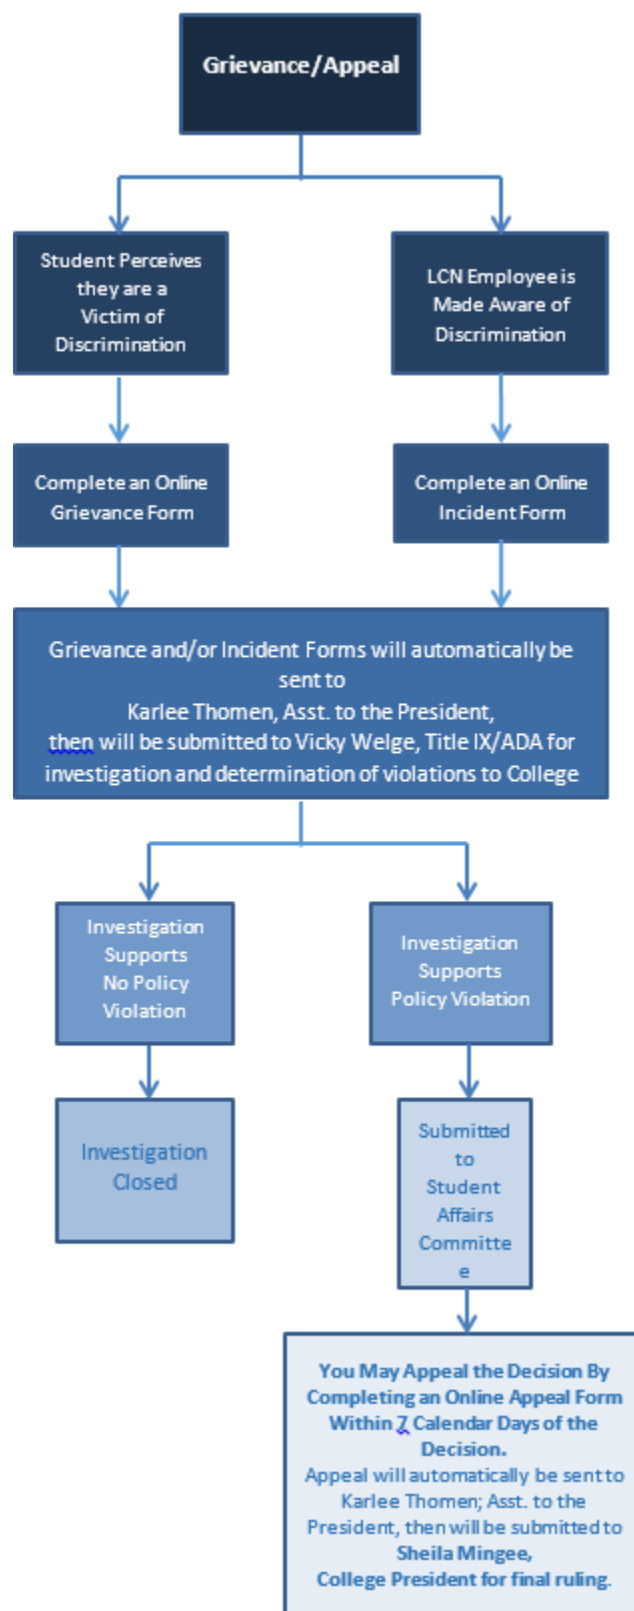 Grievance/Appeal
Student Perceives
they are a
Victim of
Discrimination
LCN Employee is
Made Aware of
Discrimination
Complete an Online
Grievance Form
Complete an Online
Incident Form
Grievance and/or Incident Forms will automatically be
sent to
Karlee Thomen, Asst. to the President,
then will be submitted to Vicky Welge, Title IX/ADA for
investigation and determination of violations to College
Investigation
Supports
No Policy
Violation
Investigation
Supports
Policy Violation
Investigation
Closed
Submitted
to
Student
Affairs
Committe
e
You May Appeal the Decision By
Completing an Online Appeal Form
Within 7 Calendar Days of the
Decision.
Appeal will automatically be sent to
Karlee Thomen; Asst. to the
President, then will be submitted to
Sheila Mingee,
College President for final ruling.